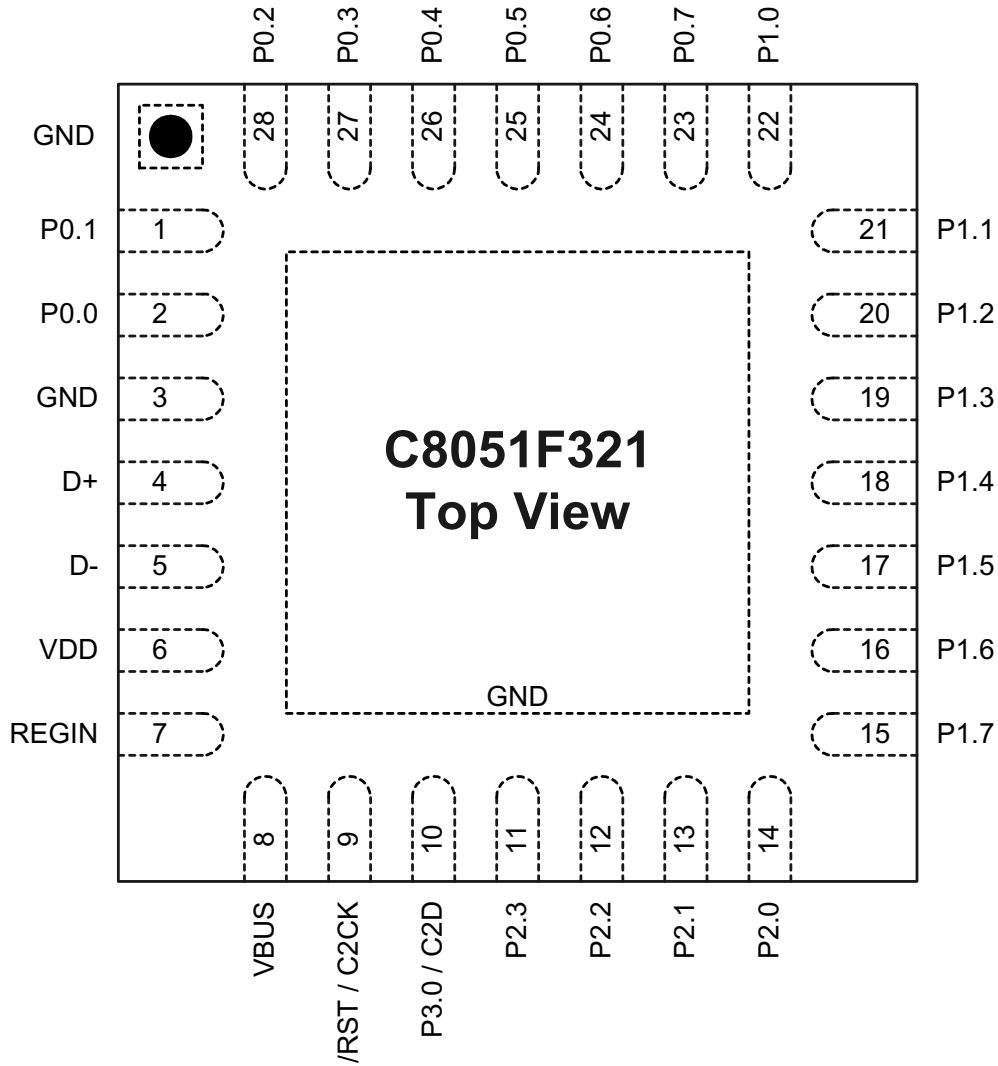 P0.2 P0.3 P0.4 P0.5 P0.6 P0.7 P1.0
28 27 26 25 24 23 22
GND
P0.1 1 21 P1.1
P0.0 2 20 P1.2
GND 3 19 P1.3
C8051F321
D+ 4 18 P1.4
Top View
D- 5 17 P1.5
VDD 6 16 P1.6
GND
REGIN 7 15 P1.7
8 9 10 11 12 13 14
VBUS /RST / C2CK P3.0 / C2D P2.3 P2.2 P2.1 P2.0